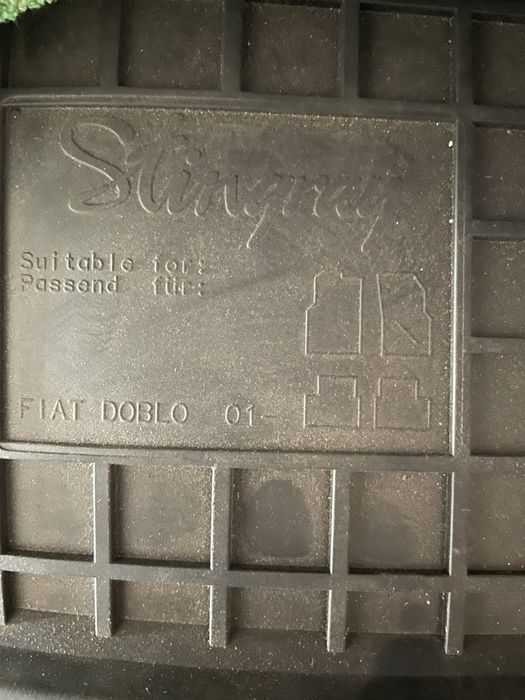 Stingray
Suitable for:
Passend für:
FIAT DOBLO 01-